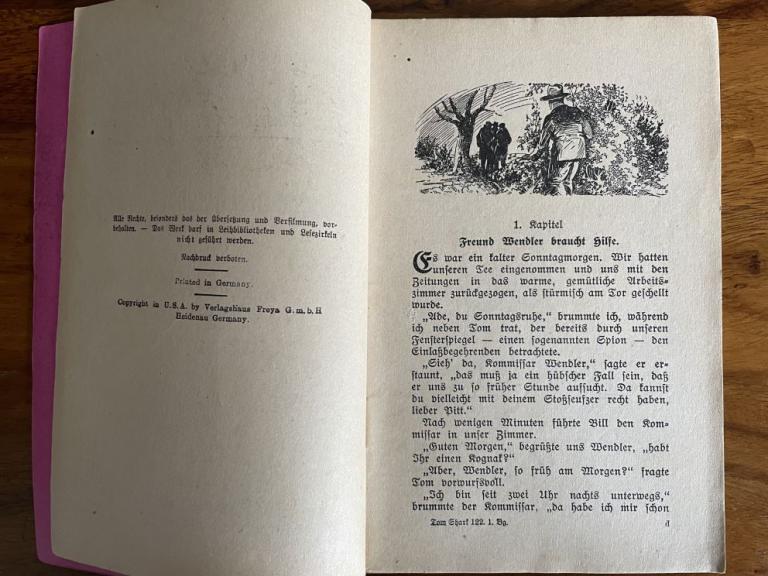 Alle Rechte, besonders das der Übersetzung und Verfilmung, vor-
behalten. — Das Werk darf in Leihbibliotheken und Lesezirkeln
nicht geführt werden.
Nachdruck verboten.
Printed in Germany.
Copyright in U.S.A. by Verlagshaus Freya G.m.b.H
Heidenau Germany.
1. Kapitel
Freund Wendler braucht Hilfe.
Es war ein kalter Sonntagmorgen. Wir hatten
unseren Tee eingenommen und uns mit den
Zeitungen in das warme, gemütliche Arbeits-
zimmer zurückgezogen, als stürmisch am Tor geschellt
wurde.
„Ade, du Sonntagsruhe,“ brummte ich, während
ich neben Tom trat, der bereits durch unseren
Fensterspiegel — einen sogenannten Spion — den
Einlaßbegehrenden betrachtete.
„Sieh’ da, Kommissar Wendler,“ sagte er er-
staunt, „das muß ja ein hübscher Fall sein, daß
er uns zu so früher Stunde aufsucht. Da kannst
du vielleicht mit deinem Stoßseufzer recht haben,
lieber Pitt.“
Nach wenigen Minuten führte Bill den Kom-
missar in unser Zimmer.
„Guten Morgen,“ begrüßte uns Wendler, „habt
Ihr einen Kognak?“
„Aber, Wendler, so früh am Morgen?“ fragte
Tom vorwurfsvoll.
„Ich bin seit zwei Uhr nachts unterwegs,“
brummte der Kommissar, „da habe ich mir schon
Tom Shark 122. 1. Bg.